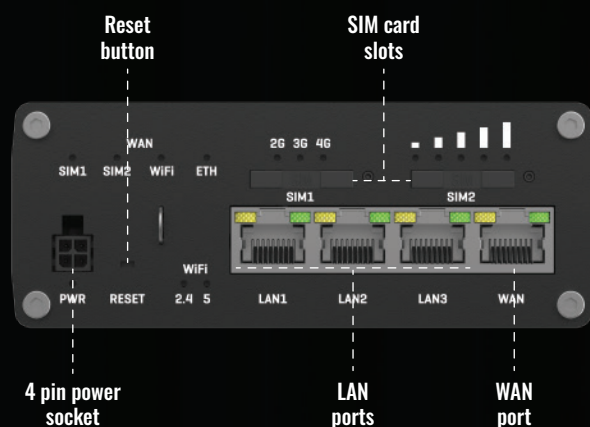 Reset
button
SIM card
slots
WAN
2G 3G 4G
SIM1 SIM2 WiFi ETH
SIM1 SIM2
WiFi
PWR RESET 2.4 5 LAN1 LAN2 LAN3 WAN
4 pin power
socket
LAN
ports
WAN
port